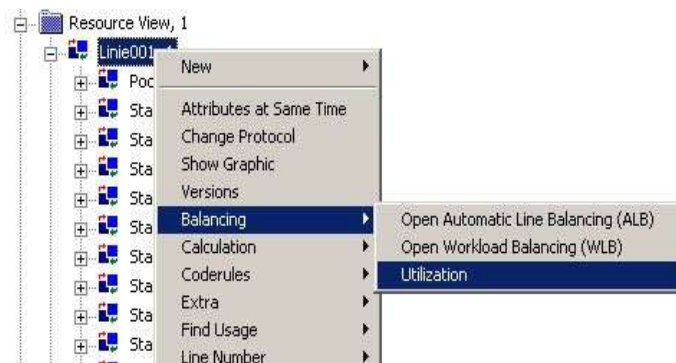 Resource View, 1
Linie001
New
Poc
Attributes at Same Time
Sta
Change Protocol
Sta
Show Graphic
Sta
Versions
Sta
Balancing
Sta
Open Automatic Line Balancing (ALB)
Calculation
Sta
Open Workload Balancing (WLB)
Coderules
Sta
Utilization
Extra
Sta
Find Usage
Sta
Line Number